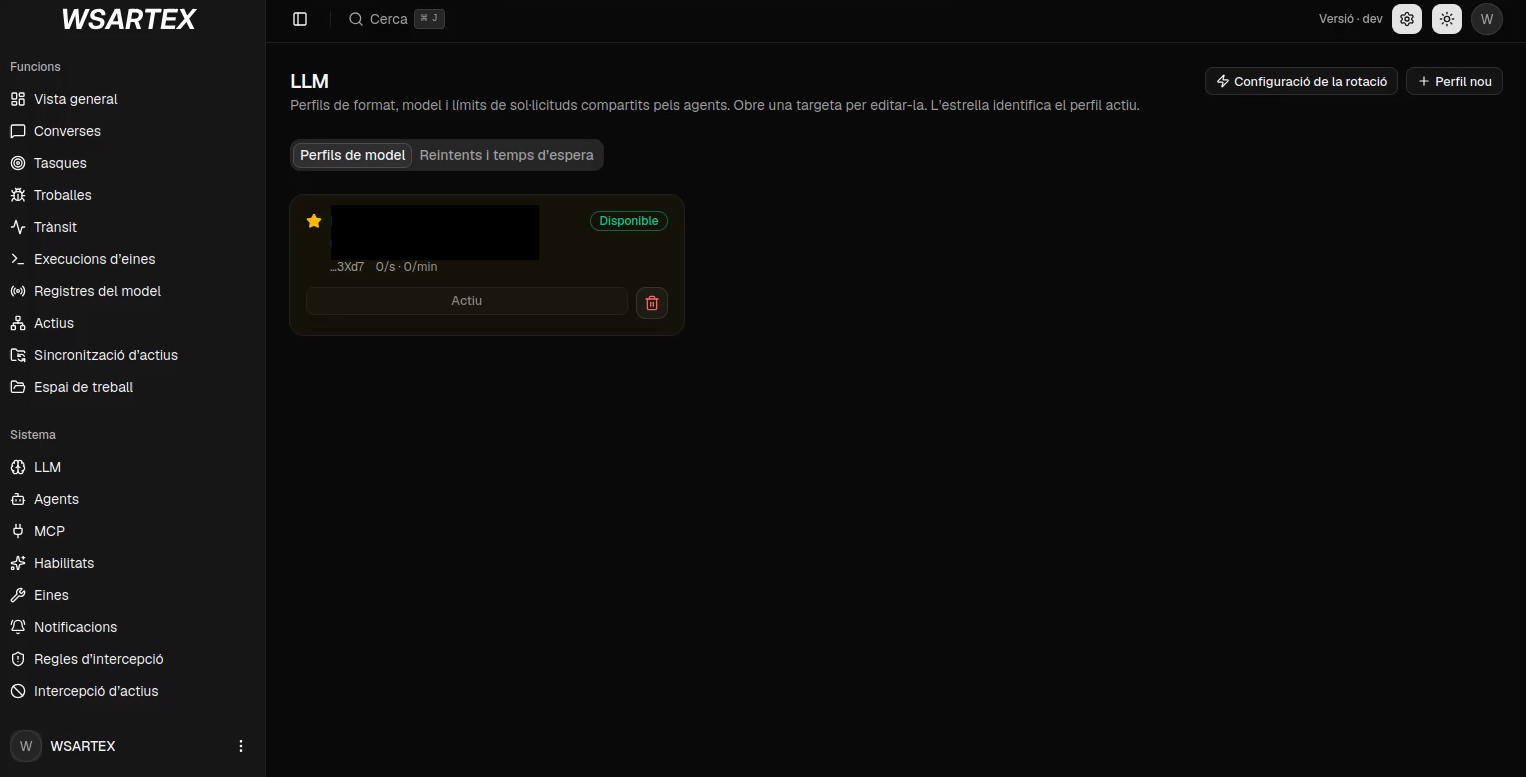 WSARTEX
Cerca
⌘ J
Versió · dev
W
Funcions
Vista general
Converses
Tasques
Troballes
Trànsit
Execucions d’eines
Registres del model
Actius
Sincronització d’actius
Espai de treball
Sistema
LLM
Agents
MCP
Habilitats
Eines
Notificacions
Regles d’intercepció
Intercepció d’actius
W
WSARTEX
LLM
Perfils de format, model i límits de sol·licituds compartits pels agents. Obre una targeta per editar-la. L’estrella identifica el perfil actiu.
Configuració de la rotació
Perfil nou
Perfils de model
Reintents i temps d’espera
Disponible
…3Xd7 0/s · 0/min
Actiu